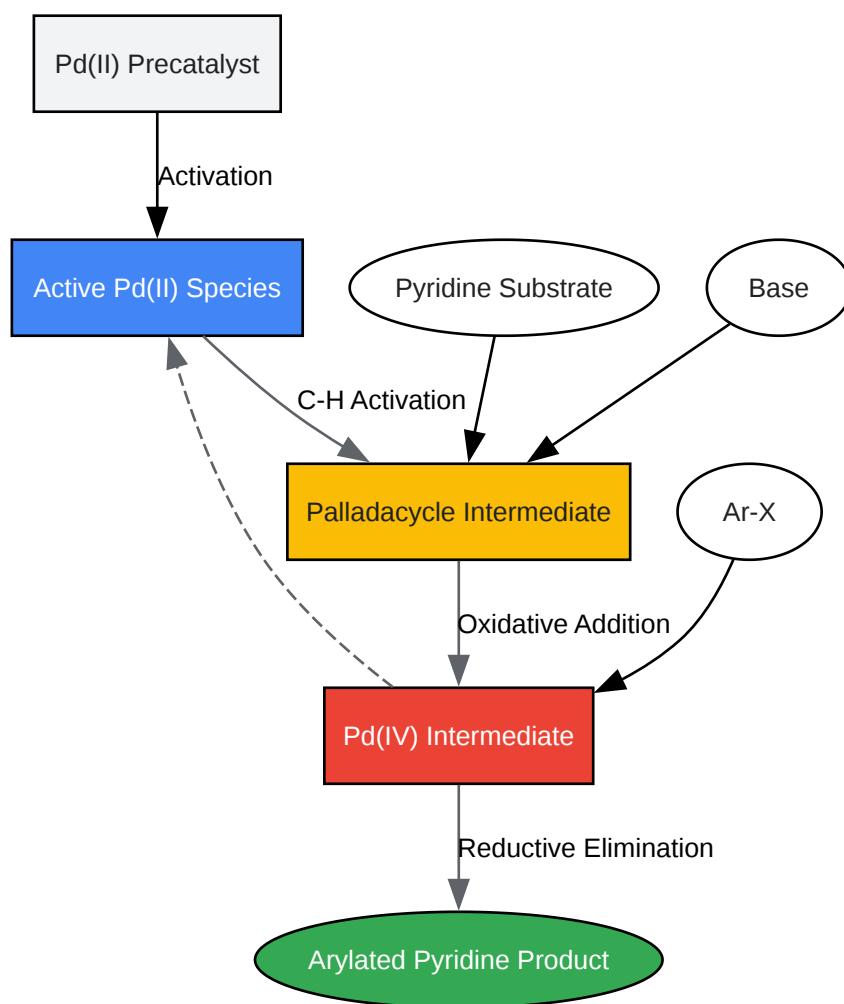 Pd(II) Precatalyst
Activation
Active Pd(II) Species
Pyridine Substrate
Base
C-H Activation
Palladacycle Intermediate
Ar-X
Oxidative Addition
Pd(IV) Intermediate
Reductive Elimination
Arylated Pyridine Product